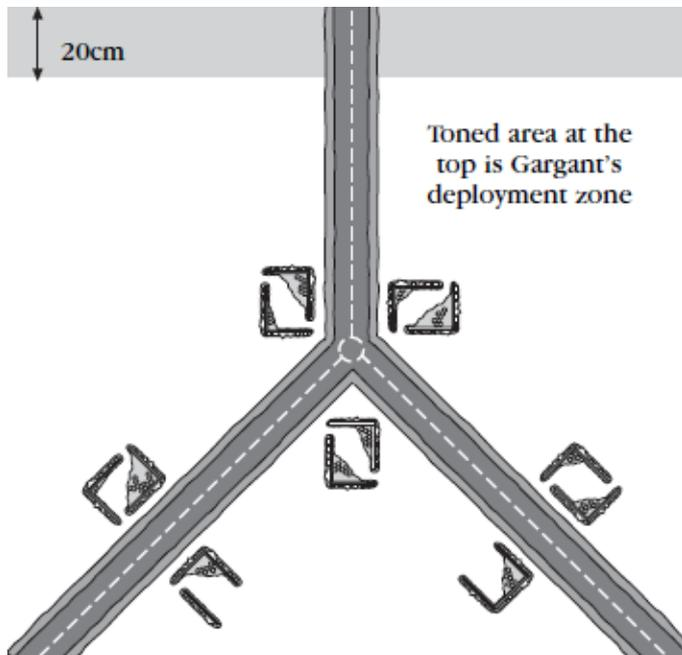 20cm
Toned area at the
top is Gargant's
deployment zone